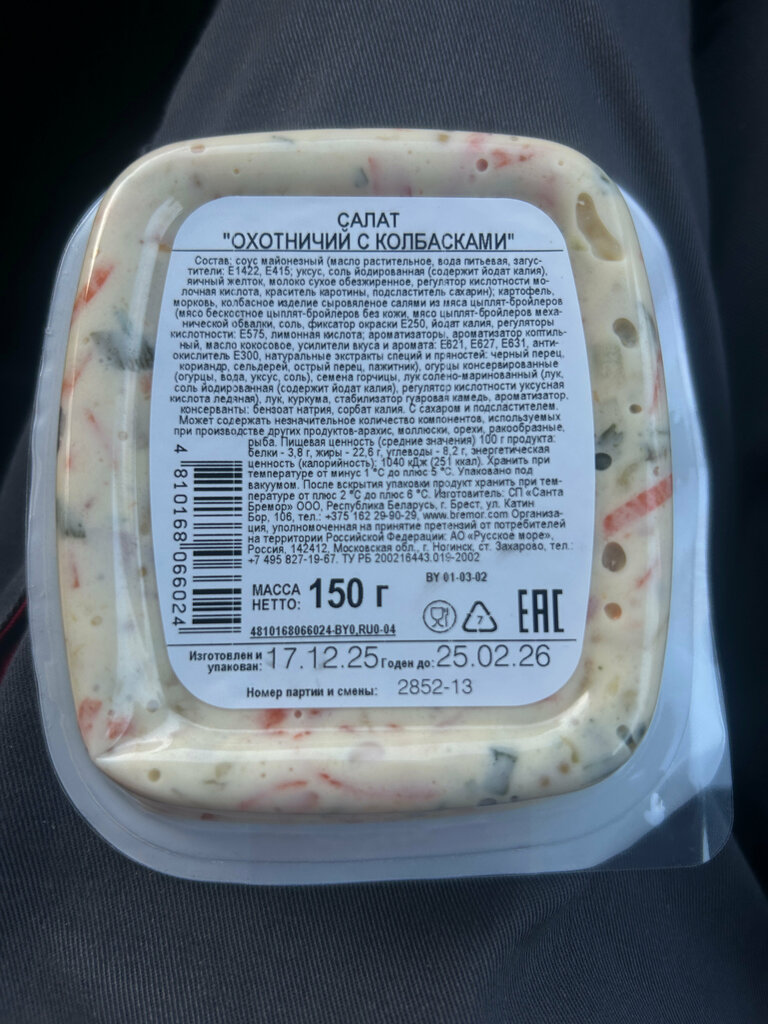 САЛАТ
"ОХОТНИЧИЙ С КОЛБАСКАМИ"
Состав: соус майонезный (масло растительное, вода питьевая, загус-
тители: Е1422, Е415; уксус, соль йодированная (содержит йодат калия),
яичный желток, молоко сухое обезжиренное, регулятор кислотности мо-
лочная кислота, краситель каротины, подсластитель сахарин); картофель,
морковь, колбасное изделие сыровяленое салями из мяса цыплят-бройлеров
(мясо бескостное цыплят-бройлеров без кожи, мясо цыплят-бройлеров меха-
нической обвалки, соль, фиксатор окраски Е250, йодат калия, регуляторы
кислотности: Е575, лимонная кислота; ароматизаторы, ароматизатор коптиль-
ный, масло кокосовое, усилители вкуса и аромата: Е621, Е627, Е631, анти-
окислитель Е300, натуральные экстракты специй и пряностей: черный перец,
кориандр, сельдерей, острый перец, пажитник), огурцы консервированные
(огурцы, вода, уксус, соль), семена горчицы, лук солено-маринованный (лук,
соль йодированная (содержит йодат калия), регулятор кислотности уксусная
кислота ледяная), лук, куркума, стабилизатор гуаровая камедь, ароматизатор,
консерванты: бензоат натрия, сорбат калия. С сахаром и подсластителем.
Может содержать незначительное количество компонентов, используемых
при производстве других продуктов-арахис, моллюски, орехи, ракообразные,
рыба. Пищевая ценность (средние значения) 100 г продукта:
белки - 3,8 г, жиры - 22,6 г, углеводы - 8,2 г, энергетическая
ценность (калорийность): 1040 кДж (251 ккал). Хранить при
температуре от минус 1 °С до плюс 5 °С. Упаковано под
вакуумом. После вскрытия упаковки продукт хранить при тем-
пературе от плюс 2 °С до плюс 6 °С. Изготовитель: СП «Санта
Бремор» ООО, Республика Беларусь, г. Брест, ул. Катин
Бор, 106, тел.: +375 162 29-90-29, www.bremor.com Организа-
ция, уполномоченная на принятие претензий от потребителей
на территории Российской Федерации: АО «Русское море»,
Россия, 142412, Московская обл., г. Ногинск, ст. Захарово, тел.:
+7 495 827-19-67. ТУ РБ 200216443.019-2002
4 810168 066024
BY 01-03-02
МАССА
НЕТТО: 150 г
7
ЕАС
4810168066024-BY0,RU0-04
Изготовлен и
упакован: 17.12.25 Годен до: 25.02.26
Номер партии и смены: 2852-13